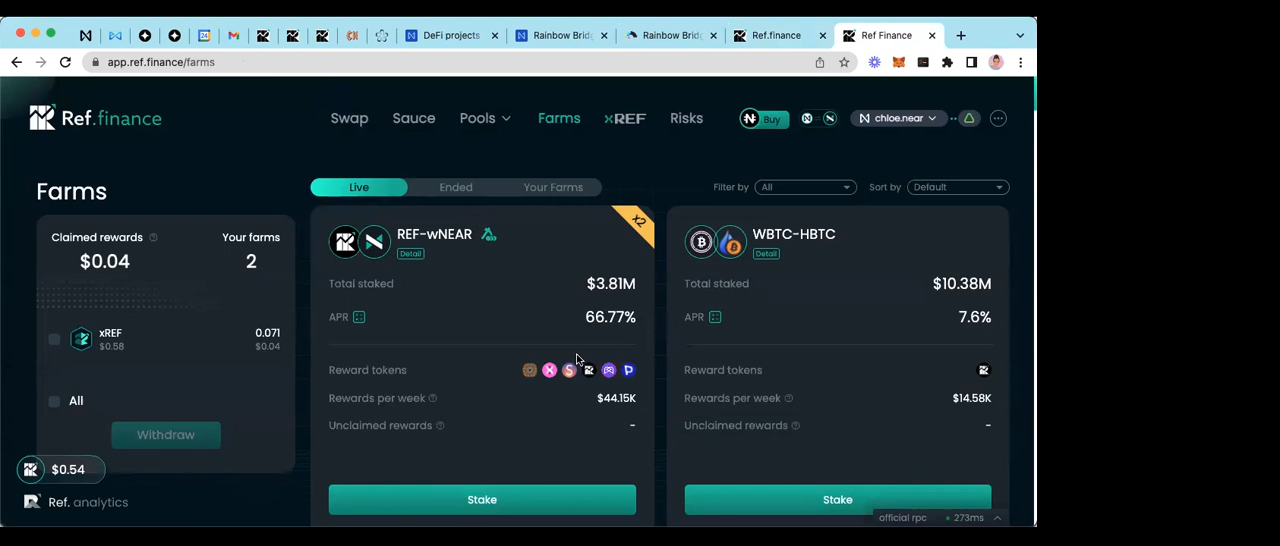 DeFi projects
Rainbow Bridg
Rainbow Bridg
Ref.finance
Ref Finance
app.ref.finance/farms
Ref.finance
Swap
Sauce
Pools
Farms
xREF
Risks
Buy
chloe.near
Farms
Live
Ended
Your Farms
Filter by
All
Sort by
Default
Claimed rewards
Your farms
$0.04
2
xREF
0.071
$0.58
$0.04
All
Withdraw
$0.54
Ref. analytics
x2
REF-wNEAR
Detail
Total staked
$3.81M
APR
66.77%
Reward tokens
Rewards per week
$44.15K
Unclaimed rewards
-
Stake
WBTC-HBTC
Detail
Total staked
$10.38M
APR
7.6%
Reward tokens
Rewards per week
$14.58K
Unclaimed rewards
-
Stake
official rpc
273ms